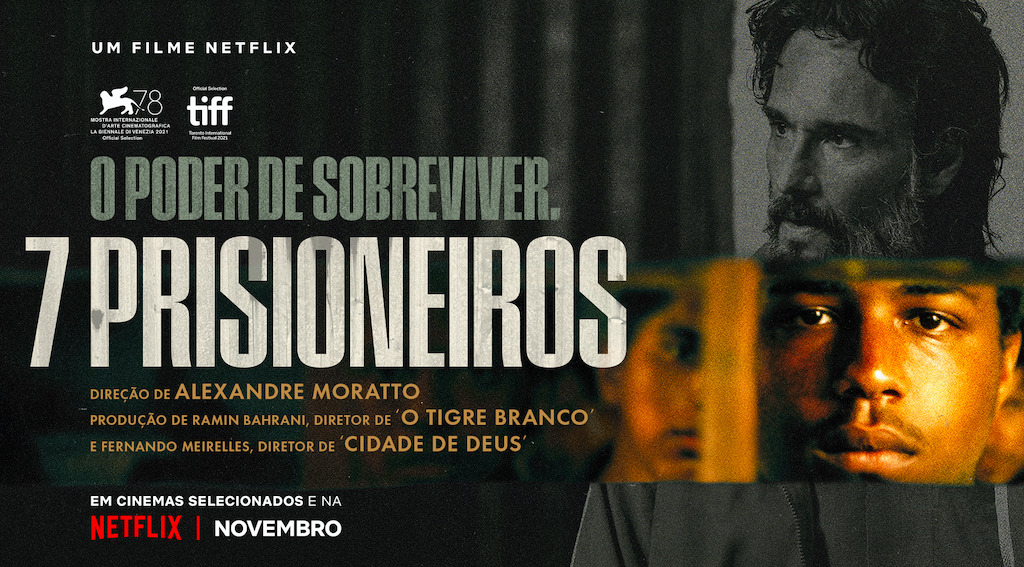 UM FILME NETFLIX
78
MOSTRA INTERNAZIONALE
D'ARTE CINEMATOGRAFICA
LA BIENNALE DI VENEZIA 2021
Official Selection
Official Selection
tiff
Toronto International
Film Festival 2021
O PODER DE SOBREVIVER.
7 PRISIONEIROS
DIREÇÃO DE ALEXANDRE MORATTO
PRODUÇÃO DE RAMIN BAHRANI, DIRETOR DE ‘O TIGRE BRANCO’
E FERNANDO MEIRELLES, DIRETOR DE ‘CIDADE DE DEUS’
EM CINEMAS SELECIONADOS E NA
NETFLIX | NOVEMBRO